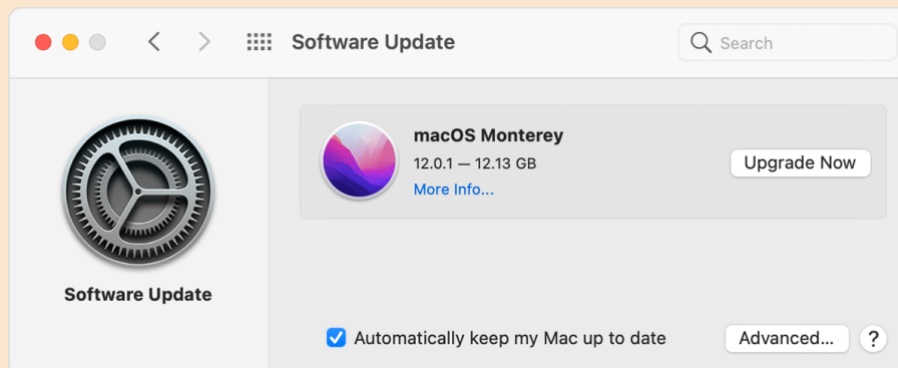 Software Update
Search
macOS Monterey
12.0.1 — 12.13 GB
More Info...
Upgrade Now
Software Update
Automatically keep my Mac up to date
Advanced...
?